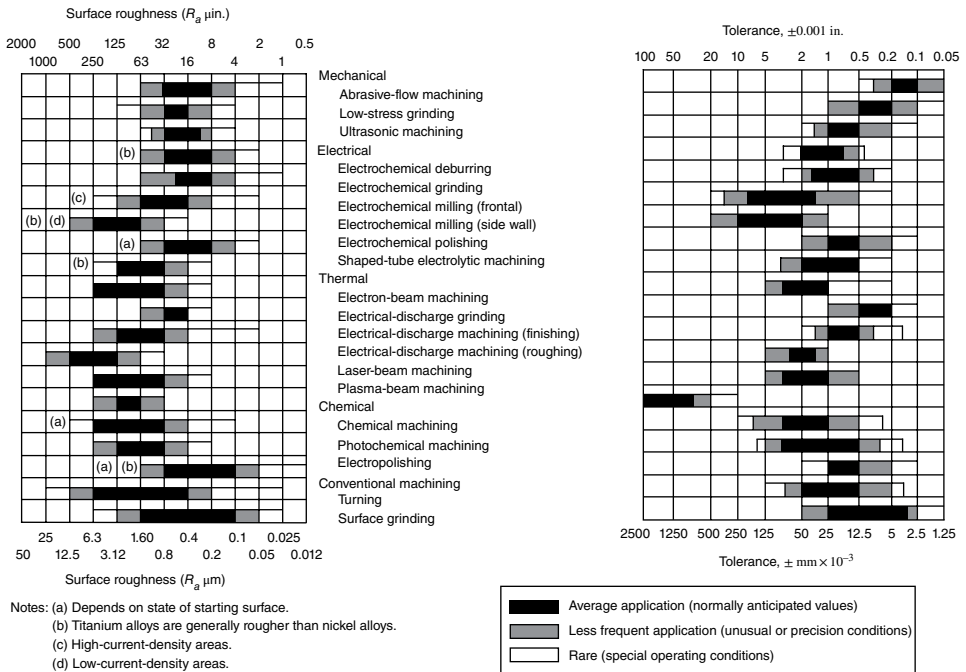 Surface roughness (Ra µin.)
2000 500 125 32 8 2 0.5
1000 250 63 16 4 1
Tolerance, ±0.001 in.
100 50 20 10 5 2 1 0.5 0.2 0.1 0.05
Mechanical
Abrasive-flow machining
Low-stress grinding
Ultrasonic machining
(b) Electrical
Electrochemical deburring
Electrochemical grinding
(c) Electrochemical milling (frontal)
(b) (d) Electrochemical milling (side wall)
(a) Electrochemical polishing
(b) Shaped-tube electrolytic machining
Thermal
Electron-beam machining
Electrical-discharge grinding
Electrical-discharge machining (finishing)
Electrical-discharge machining (roughing)
Laser-beam machining
Plasma-beam machining
Chemical
(a) Chemical machining
Photochemical machining
(a) (b) Electropolishing
Conventional machining
Turning
Surface grinding
25 6.3 1.60 0.4 0.1 0.025
50 12.5 3.12 0.8 0.2 0.05 0.012
Surface roughness (Ra µm)
2500 1250 500 250 125 50 25 12.5 5 2.5 1.25
Tolerance, ± mm × 10⁻³
Notes: (a) Depends on state of starting surface.
(b) Titanium alloys are generally rougher than nickel alloys.
(c) High-current-density areas.
(d) Low-current-density areas.
Average application (normally anticipated values)
Less frequent application (unusual or precision conditions)
Rare (special operating conditions)